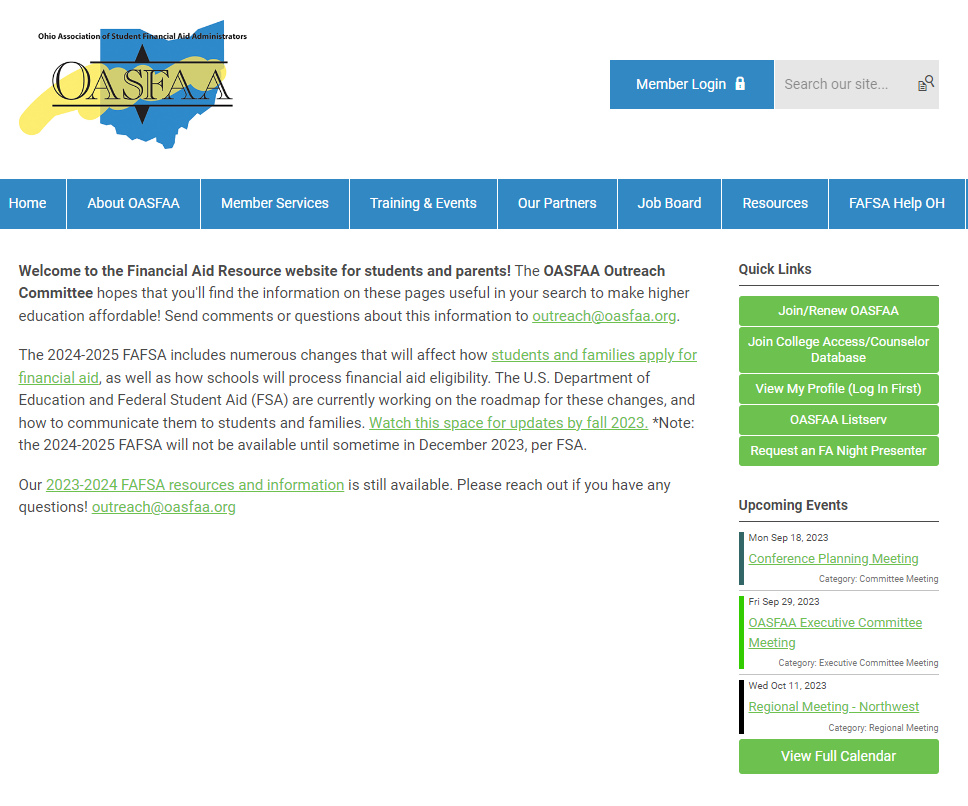 Ohio Association of Student Financial Aid Administrators
OASFAA
Member Login
Search our site...
Home
About OASFAA
Member Services
Training & Events
Our Partners
Job Board
Resources
FAFSA Help OH
Welcome to the Financial Aid Resource website for students and parents! The OASFAA Outreach
Committee hopes that you'll find the information on these pages useful in your search to make higher
education affordable! Send comments or questions about this information to outreach@oasfaa.org.
The 2024-2025 FAFSA includes numerous changes that will affect how students and families apply for
financial aid, as well as how schools will process financial aid eligibility. The U.S. Department of
Education and Federal Student Aid (FSA) are currently working on the roadmap for these changes, and
how to communicate them to students and families. Watch this space for updates by fall 2023. *Note:
the 2024-2025 FAFSA will not be available until sometime in December 2023, per FSA.
Our 2023-2024 FAFSA resources and information is still available. Please reach out if you have any
questions! outreach@oasfaa.org
Quick Links
Join/Renew OASFAA
Join College Access/Counselor
Database
View My Profile (Log In First)
OASFAA Listserv
Request an FA Night Presenter
Upcoming Events
Mon Sep 18, 2023
Conference Planning Meeting
Category: Committee Meeting
Fri Sep 29, 2023
OASFAA Executive Committee
Meeting
Category: Executive Committee Meeting
Wed Oct 11, 2023
Regional Meeting - Northwest
Category: Regional Meeting
View Full Calendar